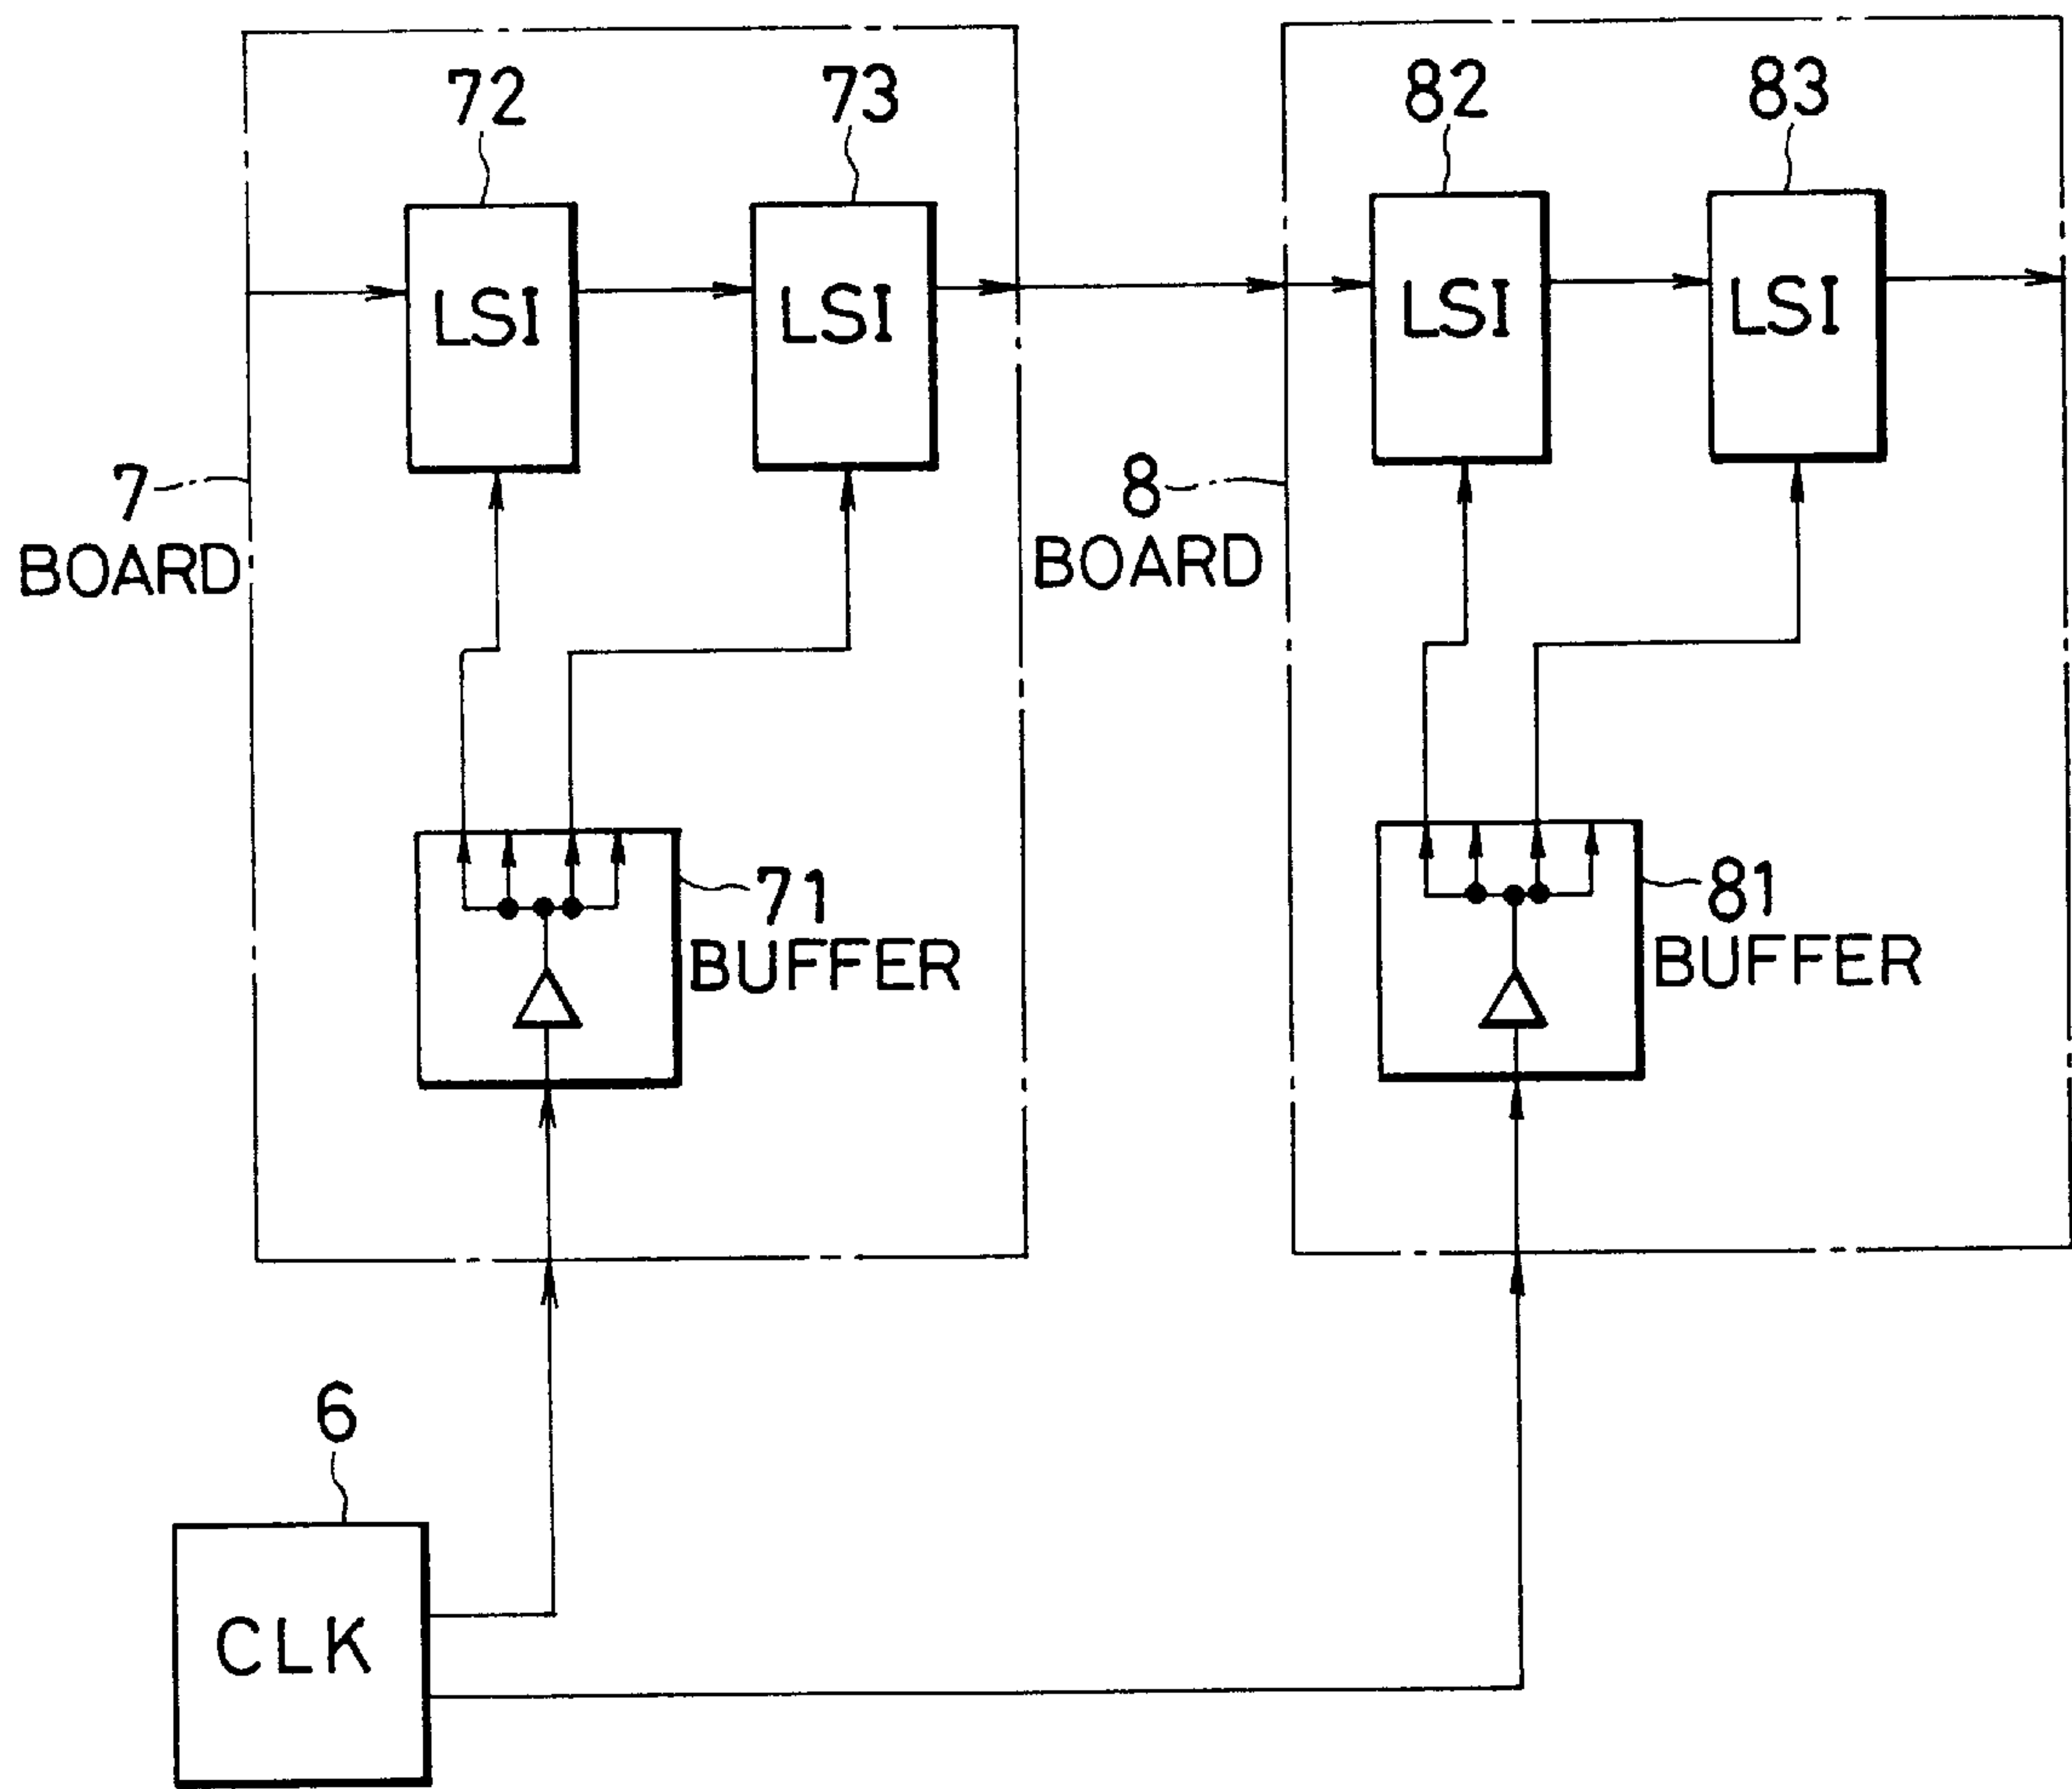 72
73
82
83
LSI
LSI
LSI
LSI
7
BOARD
8
BOARD
71
BUFFER
81
BUFFER
6
CLK